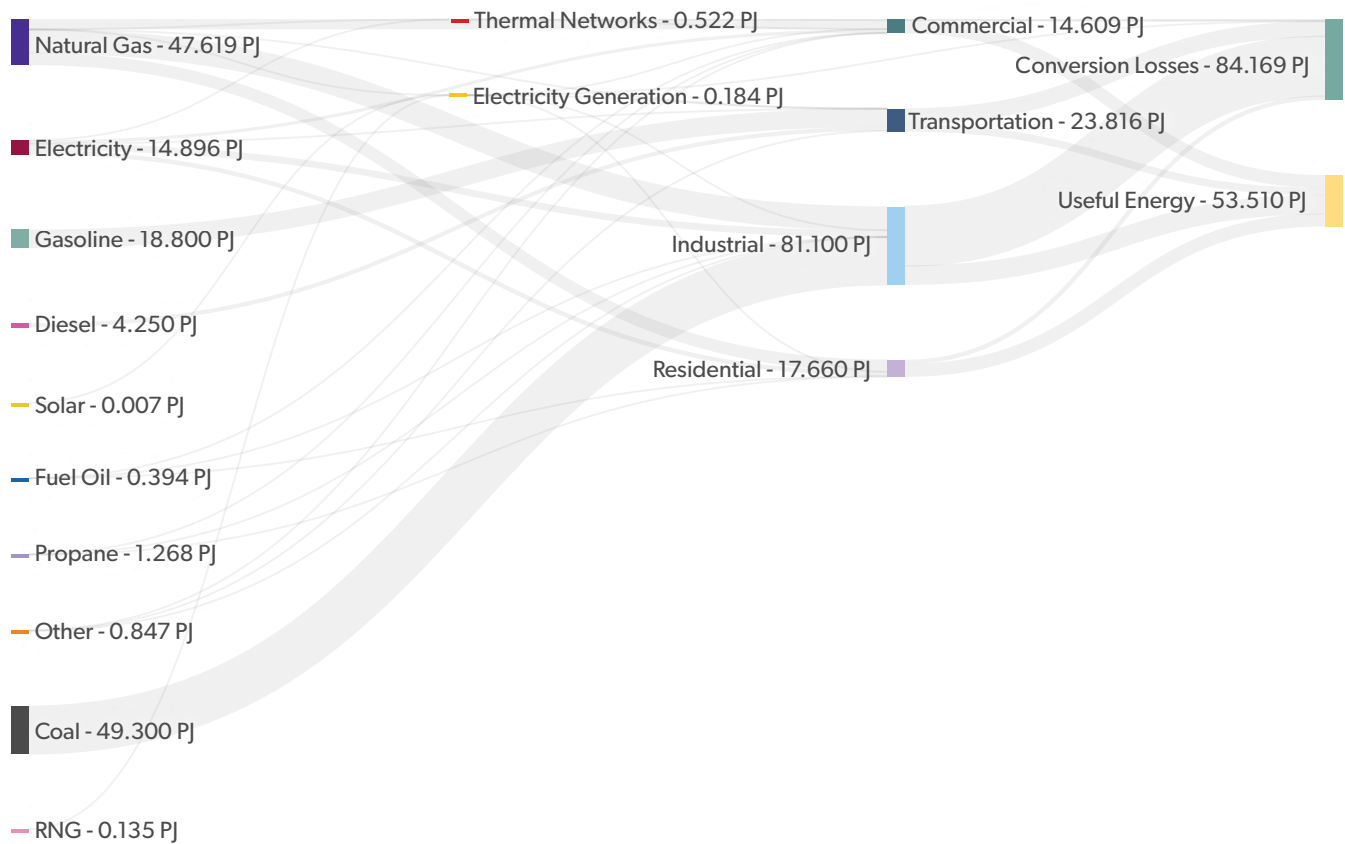 Natural Gas - 47.619 PJ
Electricity - 14.896 PJ
Gasoline - 18.800 PJ
Diesel - 4.250 PJ
Solar - 0.007 PJ
Fuel Oil - 0.394 PJ
Propane - 1.268 PJ
Other - 0.847 PJ
Coal - 49.300 PJ
RNG - 0.135 PJ
Thermal Networks - 0.522 PJ
Electricity Generation - 0.184 PJ
Commercial - 14.609 PJ
Transportation - 23.816 PJ
Industrial - 81.100 PJ
Residential - 17.660 PJ
Conversion Losses - 84.169 PJ
Useful Energy - 53.510 PJ